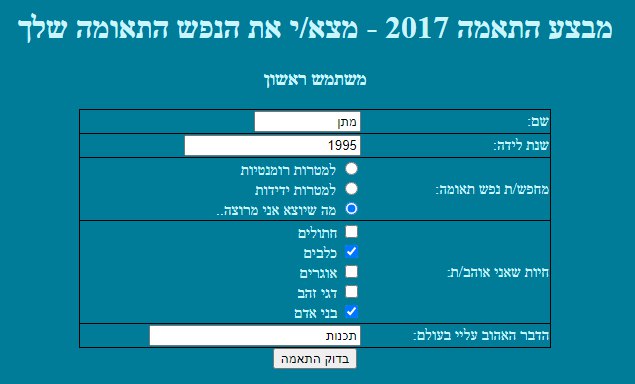 מבצע התאמה 2017 - מצא/י את הנפש התאומה שלך
משתמש ראשון
שם: מתן
שנת לידה: 1995
מחפש/ת נפש תאומה:
למטרות רומנטיות
למטרות ידידות
מה שיוצא אני מרוצה..
חיות שאני אוהב/ת:
חתולים
כלבים
אוגרים
דגי זהב
בני אדם
הדבר האהוב עליי בעולם: תכנות
בדוק התאמה